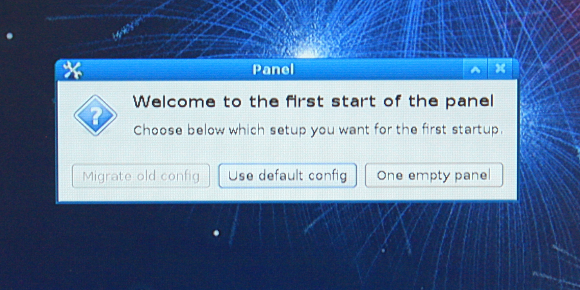 Panel
Welcome to the first start of the panel
Choose below which setup you want for the first startup.
Migrate old config
Use default config
One empty panel